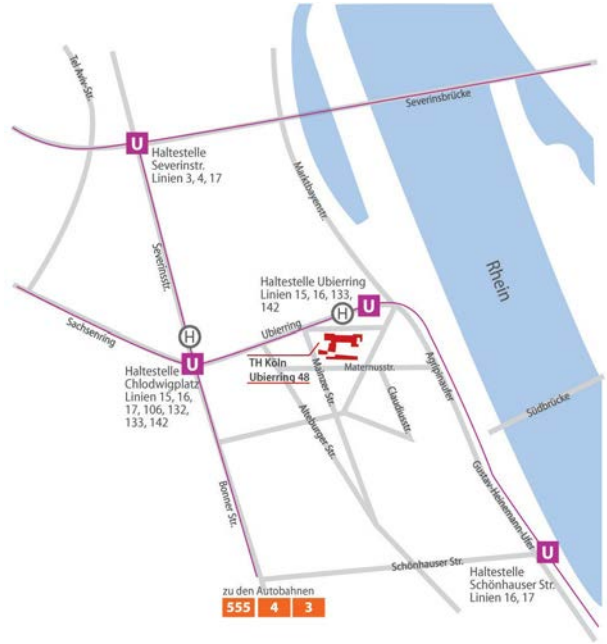 Tel Aviv-Str.
Severinsbrücke
U
Haltestelle
Severinstr.
Linien 3, 4, 17
Marktbayenstr.
Severinsstr.
Rhein
Haltestelle Ubierring
Linien 15, 16, 133,
142
U
H
Ubierring
Sachsenring
H
U
TH Köln
Ubierring 48
Maternusstr.
Mainzer Str.
Agripinaufer
Haltestelle
Chlodwigplatz
Linien 15, 16,
17, 106, 132,
133, 142
Claudiusstr.
Alteburger Str.
Südbrücke
Bonner Str.
Gustav-Heinemann-Ufer
U
Schönhauser Str.
Haltestelle
Schönhauser Str.
Linien 16, 17
zu den Autobahnen
555 4 3